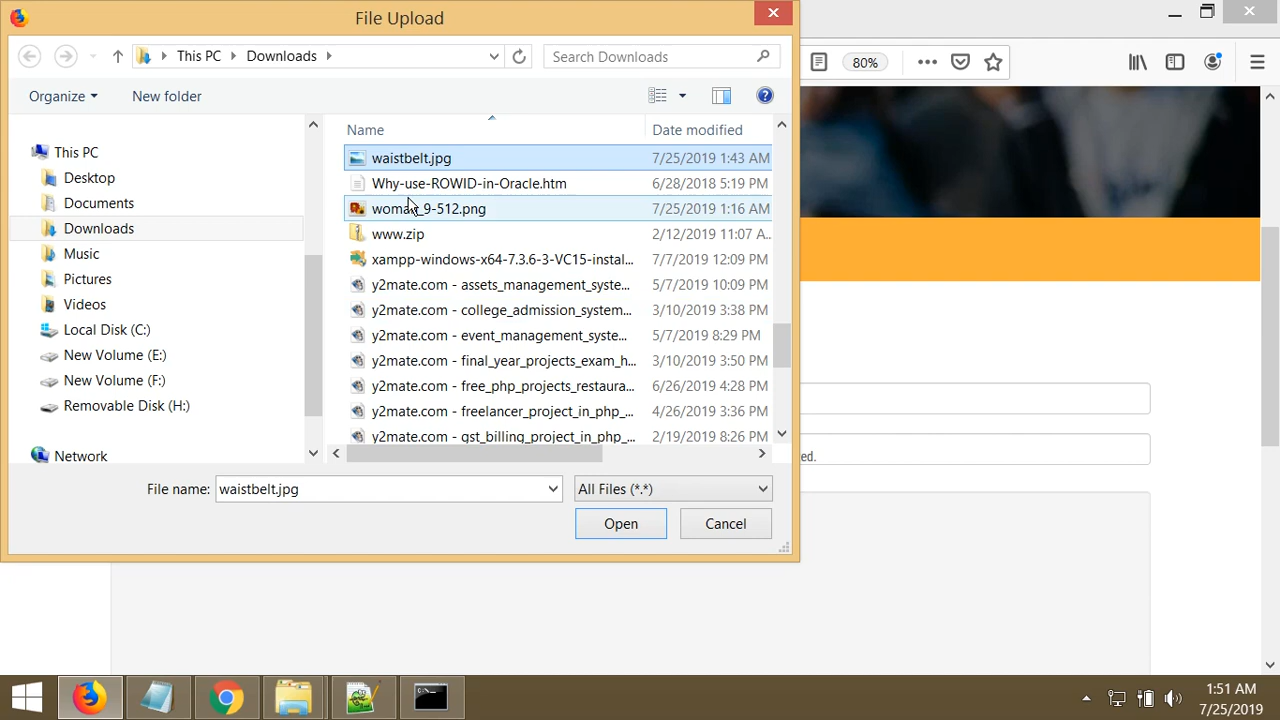 File Upload
This PC
Downloads
Search Downloads
80%
Organize
New folder
Name
Date modified
This PC
Desktop
Documents
Downloads
Music
Pictures
Videos
Local Disk (C:)
New Volume (E:)
New Volume (F:)
Removable Disk (H:)
Network
waistbelt.jpg 7/25/2019 1:43 AM
Why-use-ROWID-in-Oracle.htm 6/28/2018 5:19 PM
woman_9-512.png 7/25/2019 1:16 AM
www.zip 2/12/2019 11:07 A...
xampp-windows-x64-7.3.6-3-VC15-instal... 7/7/2019 12:09 PM
y2mate.com - assets_management_syste... 5/7/2019 10:09 PM
y2mate.com - college_admission_system... 3/10/2019 3:38 PM
y2mate.com - event_management_syste... 5/7/2019 8:29 PM
y2mate.com - final_year_projects_exam_h... 3/10/2019 3:50 PM
y2mate.com - free_php_projects_restaura... 6/26/2019 4:28 PM
y2mate.com - freelancer_project_in_php_... 4/26/2019 3:36 PM
y2mate.com - gst_billing_project_in_php_... 2/19/2019 8:26 PM
ed.
File name: waistbelt.jpg
All Files (*.*)
Open
Cancel
1:51 AM
7/25/2019